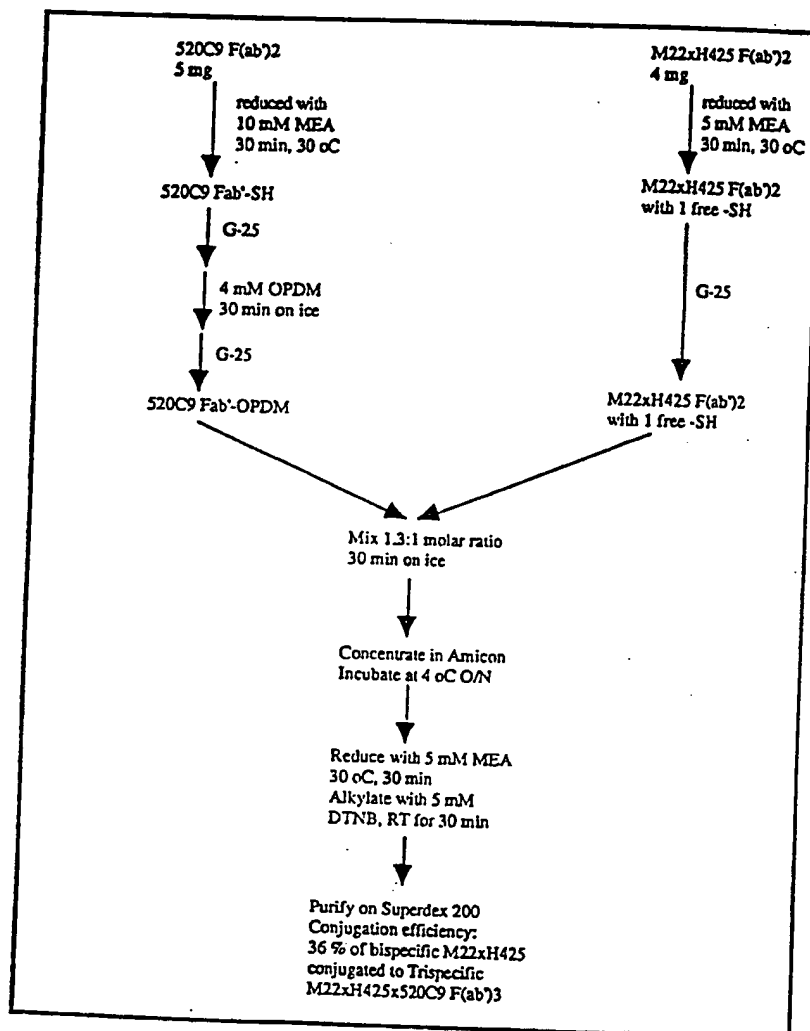 520C9 F(ab')2
5 mg
reduced with
10 mM MEA
30 min, 30 oC
520C9 Fab'-SH
G-25
4 mM OPDM
30 min on ice
G-25
520C9 Fab'-OPDM
M22xH425 F(ab')2
4 mg
reduced with
5 mM MEA
30 min, 30 oC
M22xH425 F(ab')2
with 1 free -SH
G-25
M22xH425 F(ab')2
with 1 free -SH
Mix 1.3:1 molar ratio
30 min on ice
Concentrate in Amicon
Incubate at 4 oC O/N
Reduce with 5 mM MEA
30 oC, 30 min
Alkylate with 5 mM
DTNB, RT for 30 min
Purify on Superdex 200
Conjugation efficiency:
36 % of bispecific M22xH425
conjugated to Trispecific
M22xH425x520C9 F(ab')3